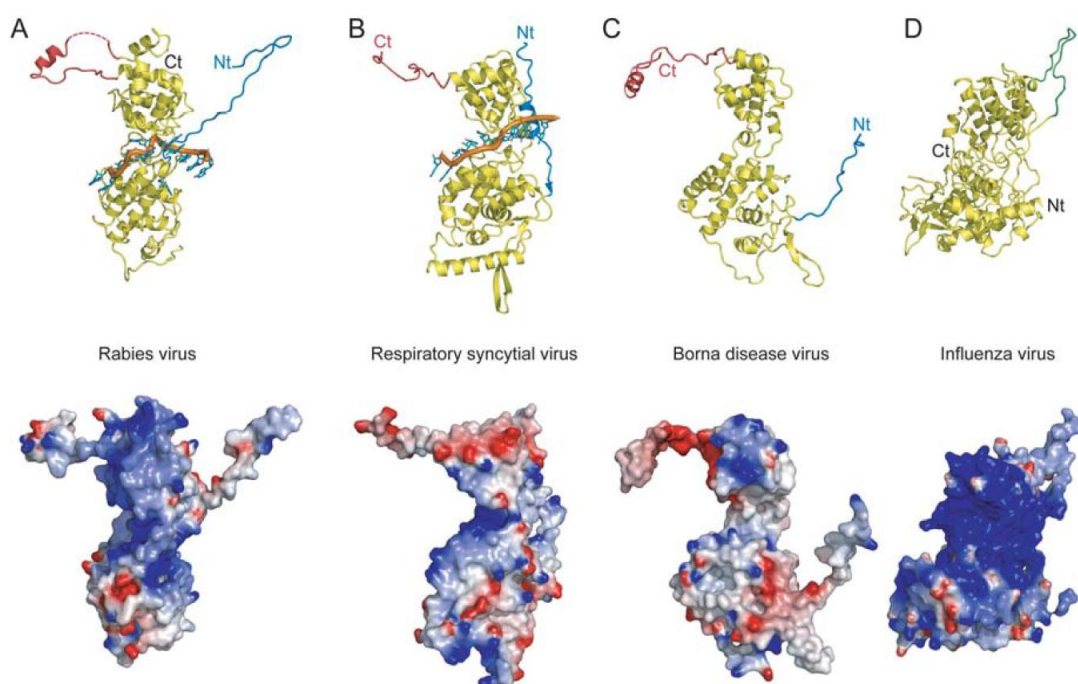 A B C D
Ct Nt Ct Nt Ct Nt Ct Nt
Rabies virus Respiratory syncytial virus Borna disease virus Influenza virus